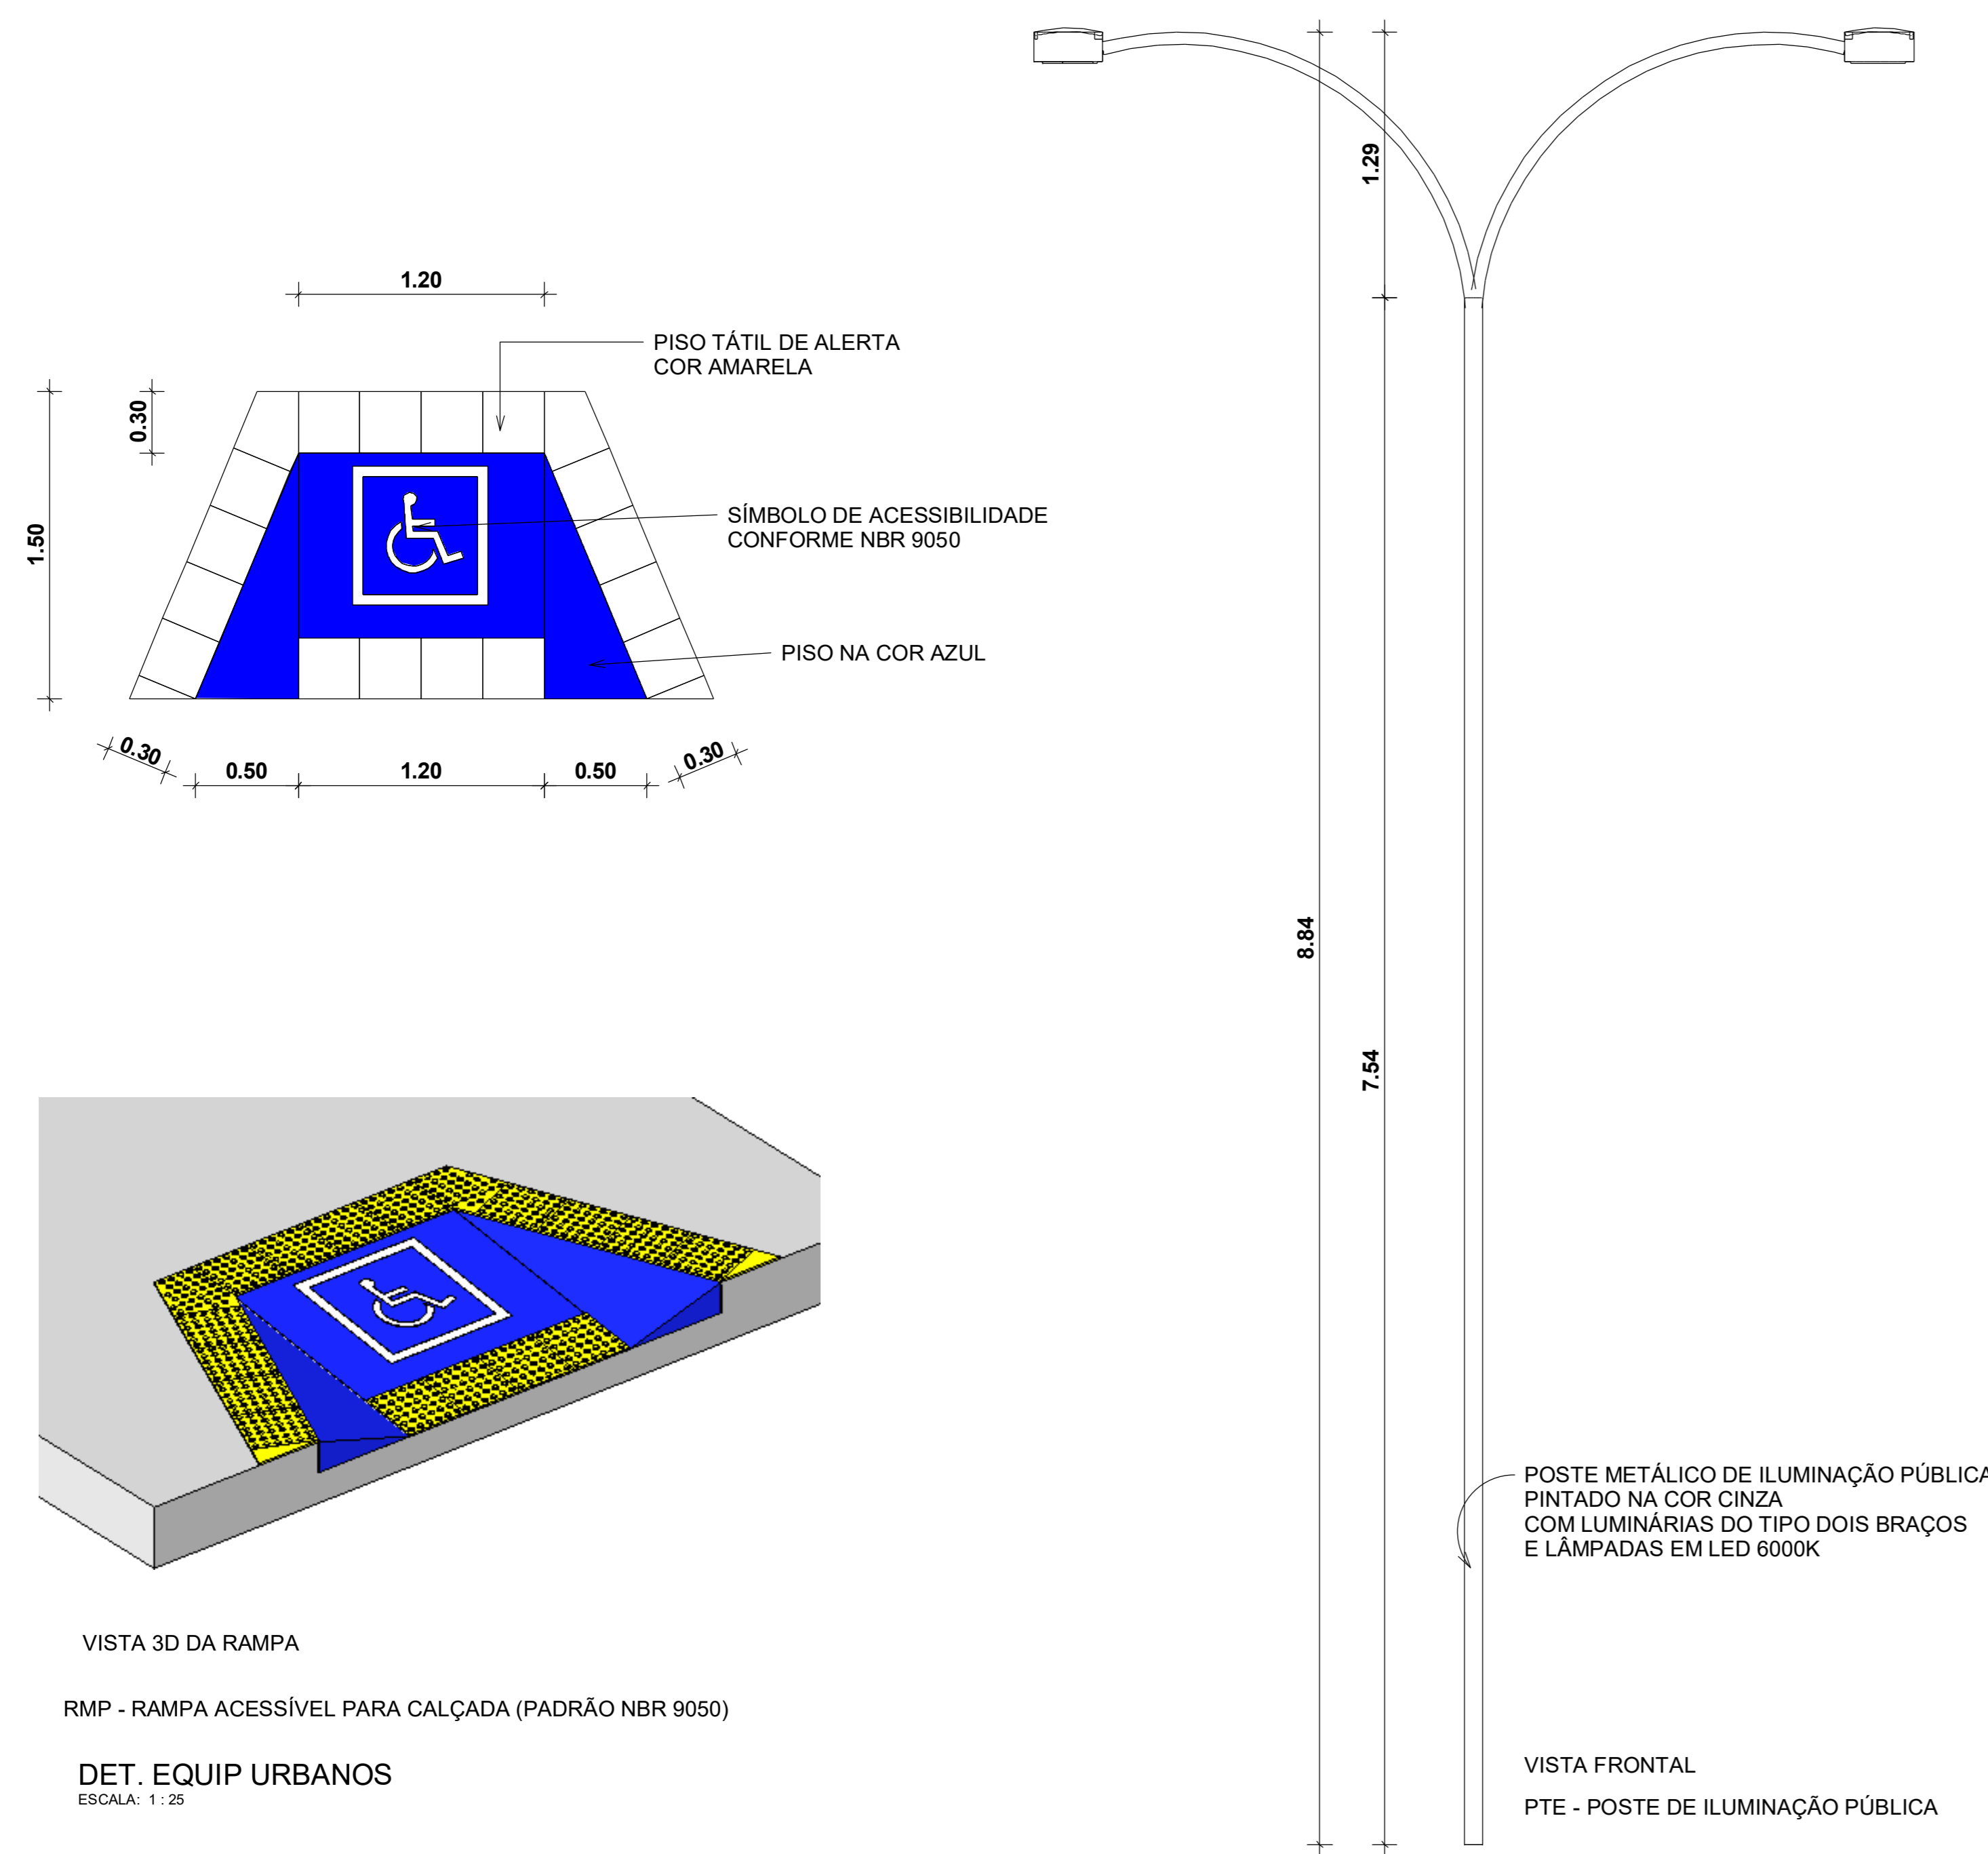 1.20
PISO TÁTIL DE ALERTA
COR AMARELA
0.30
1.50
SÍMBOLO DE ACESSIBILIDADE
CONFORME NBR 9050
PISO NA COR AZUL
0.30
0.50
1.20
0.50
0.30
1.29
8.84
7.54
POSTE METÁLICO DE ILUMINAÇÃO PÚBLICA
PINTADO NA COR CINZA
COM LUMINÁRIAS DO TIPO DOIS BRAÇOS
E LÂMPADAS EM LED 6000K
VISTA 3D DA RAMPA
RMP - RAMPA ACESSÍVEL PARA CALÇADA (PADRÃO NBR 9050)
DET. EQUIP URBANOS
ESCALA: 1 : 25
VISTA FRONTAL
PTE - POSTE DE ILUMINAÇÃO PÚBLICA